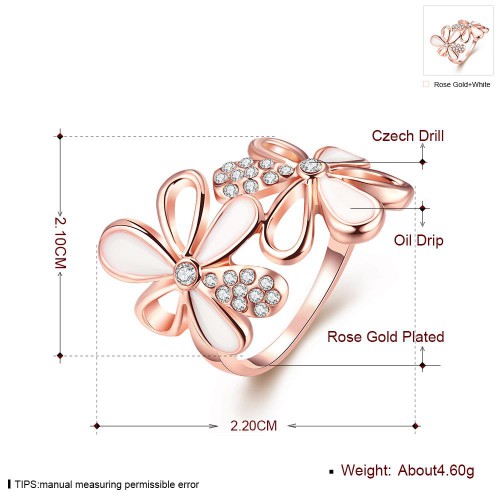 Rose Gold+White
Czech Drill
2.10CM
Oil Drip
Rose Gold Plated
2.20CM
Weight: About4.60g
TIPS:manual measuring permissible error